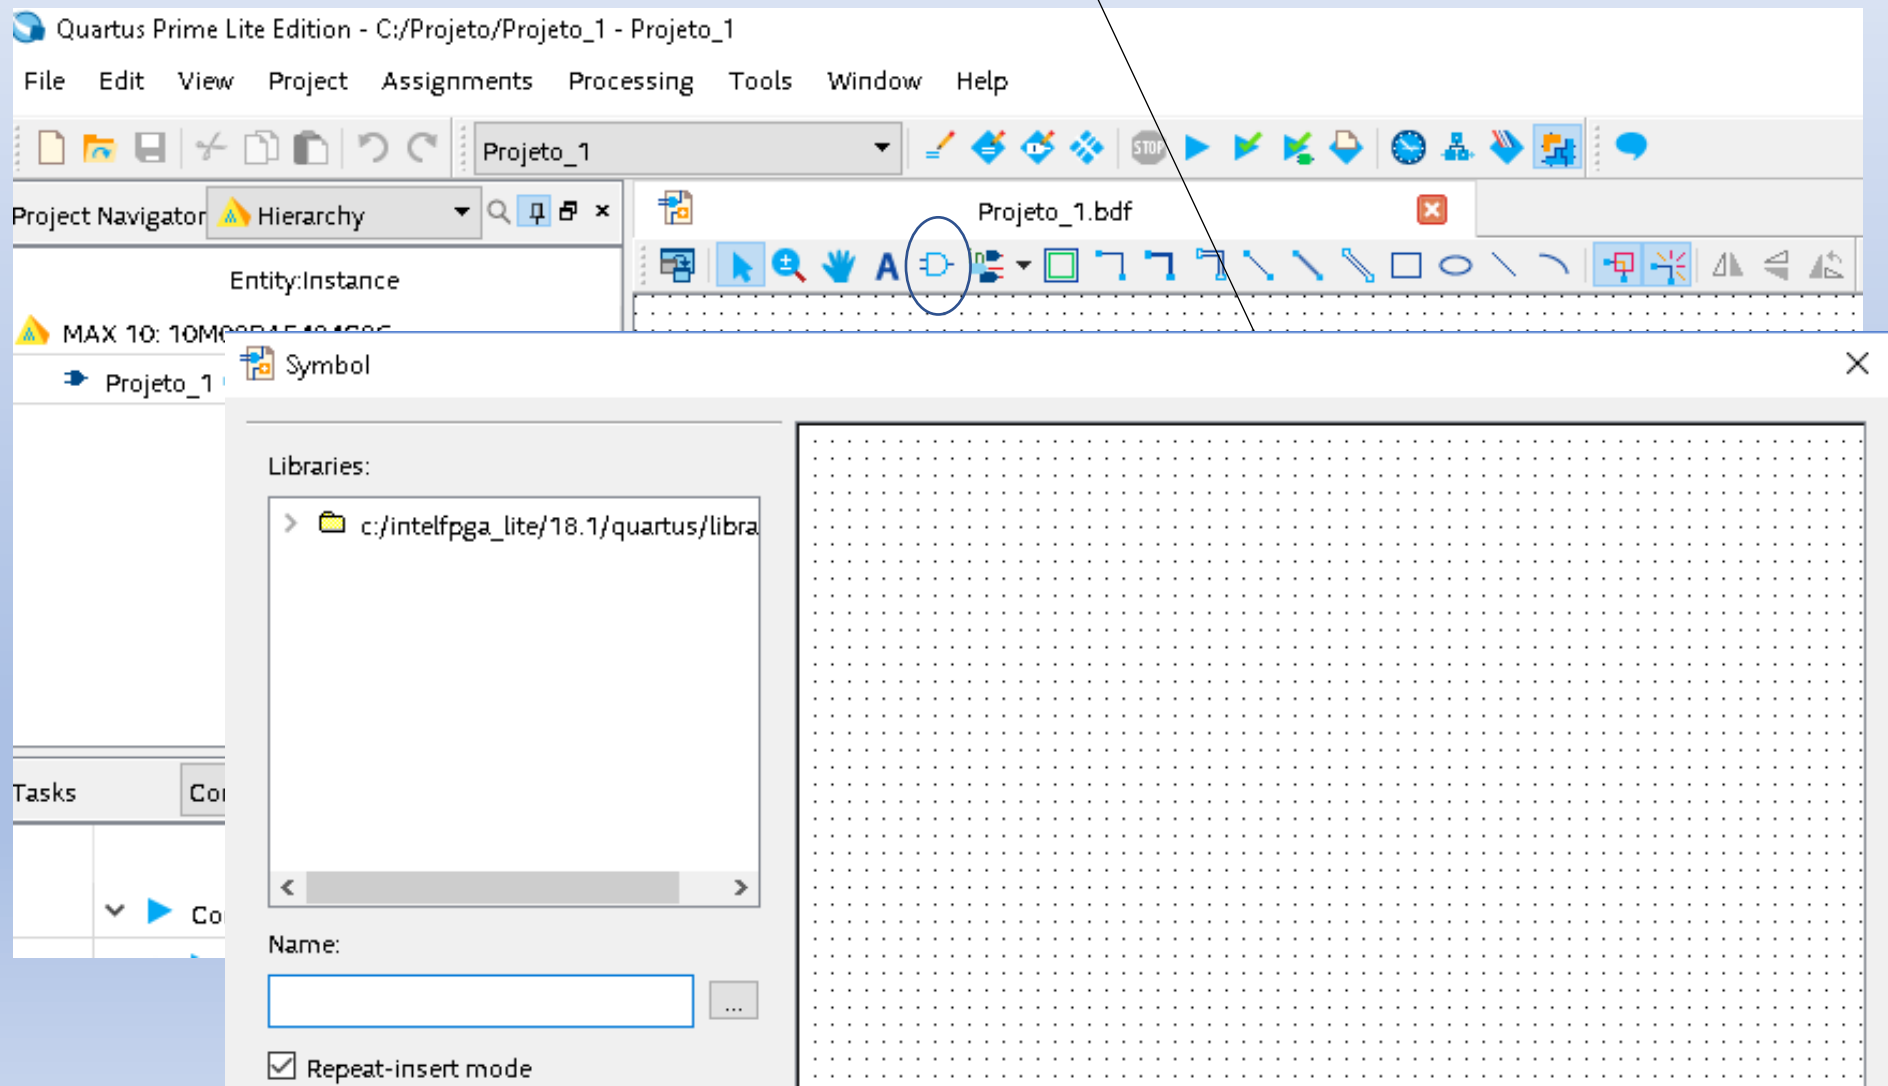 Quartus Prime Lite Edition - C:/Projeto/Projeto_1 - Projeto_1
File Edit View Project Assignments Processing Tools Window Help
STOP
Projeto_1
Project Navigator Hierarchy
Projeto_1.bdf
A
Entity:Instance
MAX 10:
Projeto_1
Symbol
Libraries:
c:/intelfpga_lite/18.1/quartus/libra
Tasks
Name:
...
Repeat-insert mode